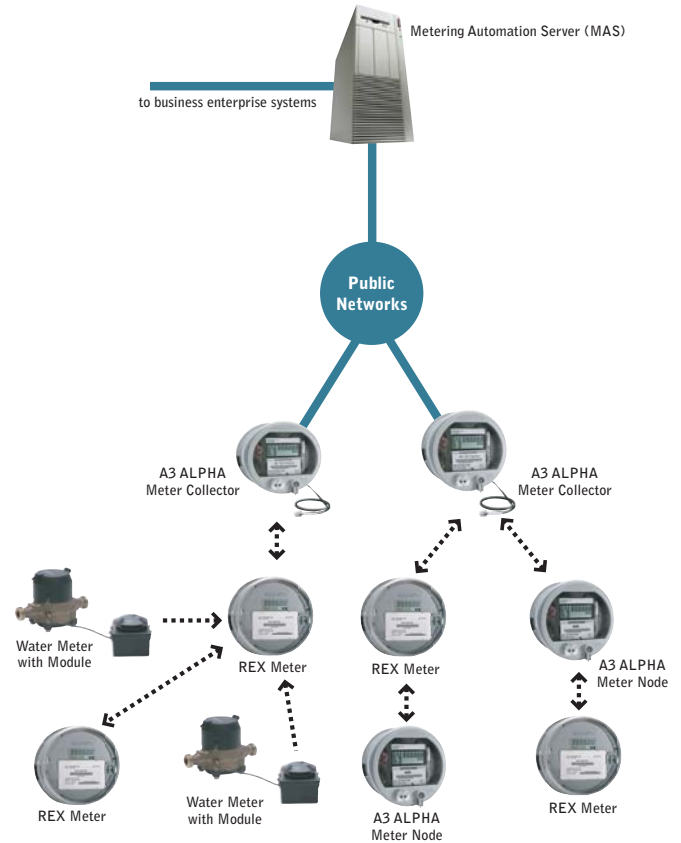 Metering Automation Server (MAS)
to business enterprise systems
Public
Networks
A3 ALPHA
Meter Collector
A3 ALPHA
Meter Collector
Water Meter
with Module
REX Meter
REX Meter
A3 ALPHA
Meter Node
REX Meter
Water Meter
with Module
A3 ALPHA
Meter Node
REX Meter